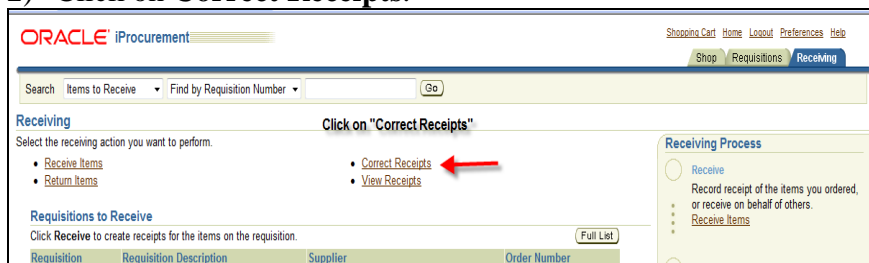 2) Click on Correct Receipts.
ORACLE iProcurement
Shopping Cart Home Logout Preferences Help
Shop Requisitions Receiving
Search Items to Receive Find by Requisition Number Go
Receiving
Click on "Correct Receipts"
Select the receiving action you want to perform.
• Receive Items
• Return Items
• Correct Receipts
• View Receipts
Requisitions to Receive
Click Receive to create receipts for the items on the requisition.
Full List
Requisition Requisition Description Supplier Order Number
Receiving Process
Receive
Record receipt of the items you ordered,
or receive on behalf of others.
Receive Items